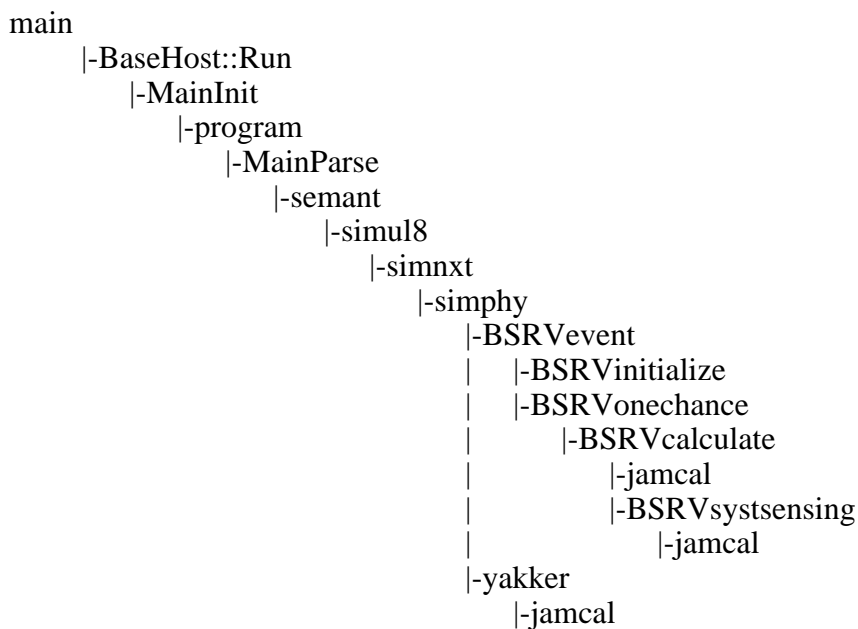 main
|-BaseHost::Run
|-MainInit
|-program
|-MainParse
|-semant
|-simul8
|-simnxt
|-simphy
|-BSRVevent
| |-BSRVinitialize
| |-BSRVonechance
| |-BSRVcalculate
| |-jamcal
| |-BSRVsystsensing
| |-jamcal
|-yakker
|-jamcal